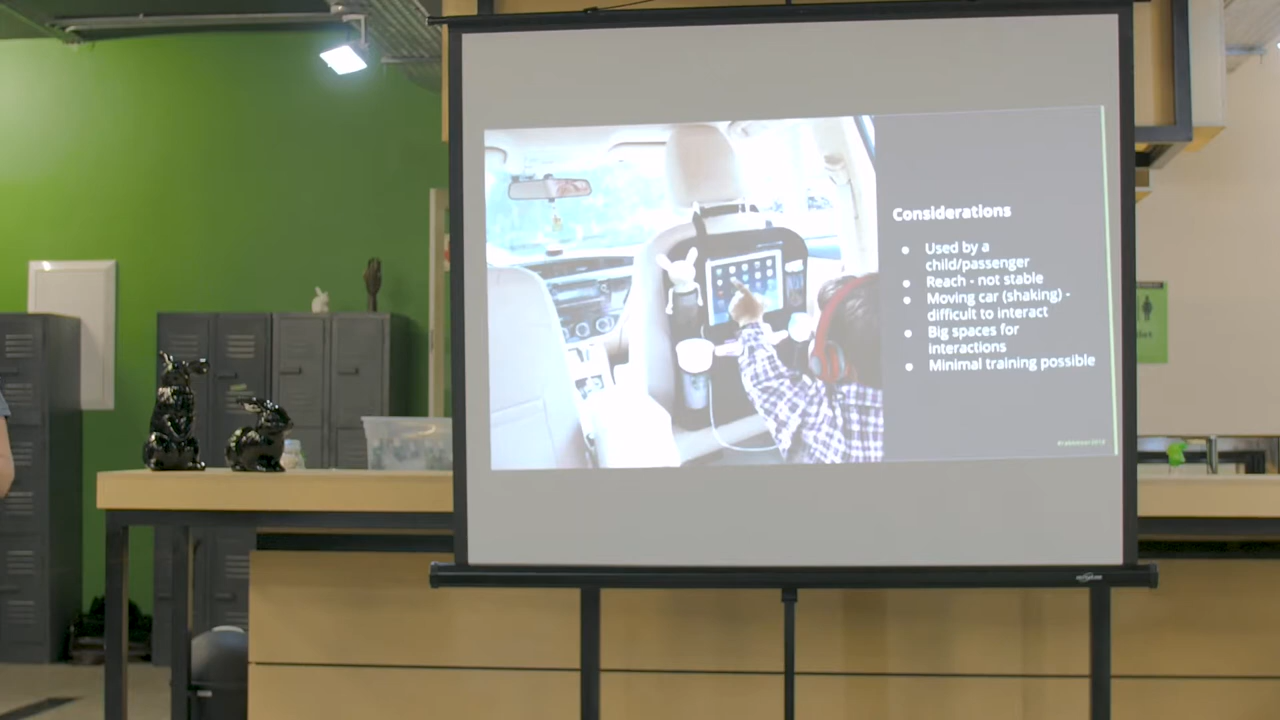 Considerations
● Used by a
child/passenger
● Reach - not stable
● Moving car (shaking) -
difficult to interact
● Big spaces for
interactions
● Minimal training possible